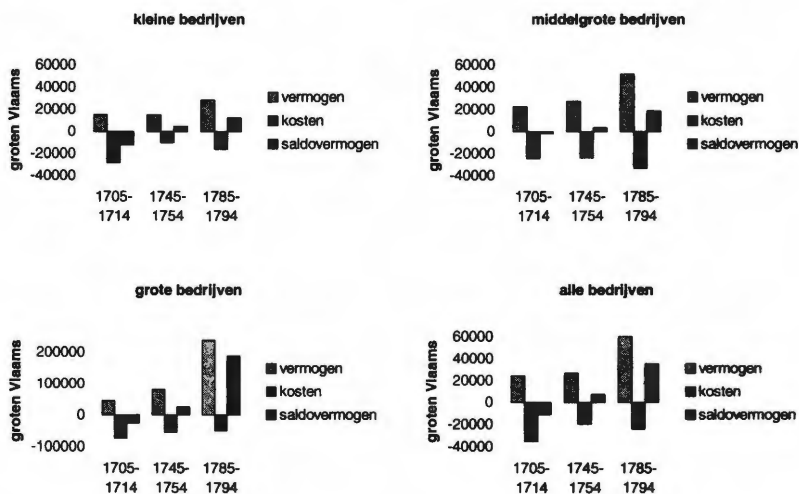 kleine bedrijven
groten Vlaams
60000
40000
20000
0
-20000
-40000
1705-
1714
1745-
1754
1785-
1794
vermogen
kosten
saldovermogen
middelgrote bedrijven
groten Vlaams
60000
40000
20000
0
-20000
-40000
1705-
1714
1745-
1754
1785-
1794
vermogen
kosten
saldovermogen
grote bedrijven
groten Vlaams
200000
100000
0
-100000
1705-
1714
1745-
1754
1785-
1794
vermogen
kosten
saldovermogen
alle bedrijven
groten Vlaams
60000
40000
20000
0
-20000
-40000
1705-
1714
1745-
1754
1785-
1794
vermogen
kosten
saldovermogen